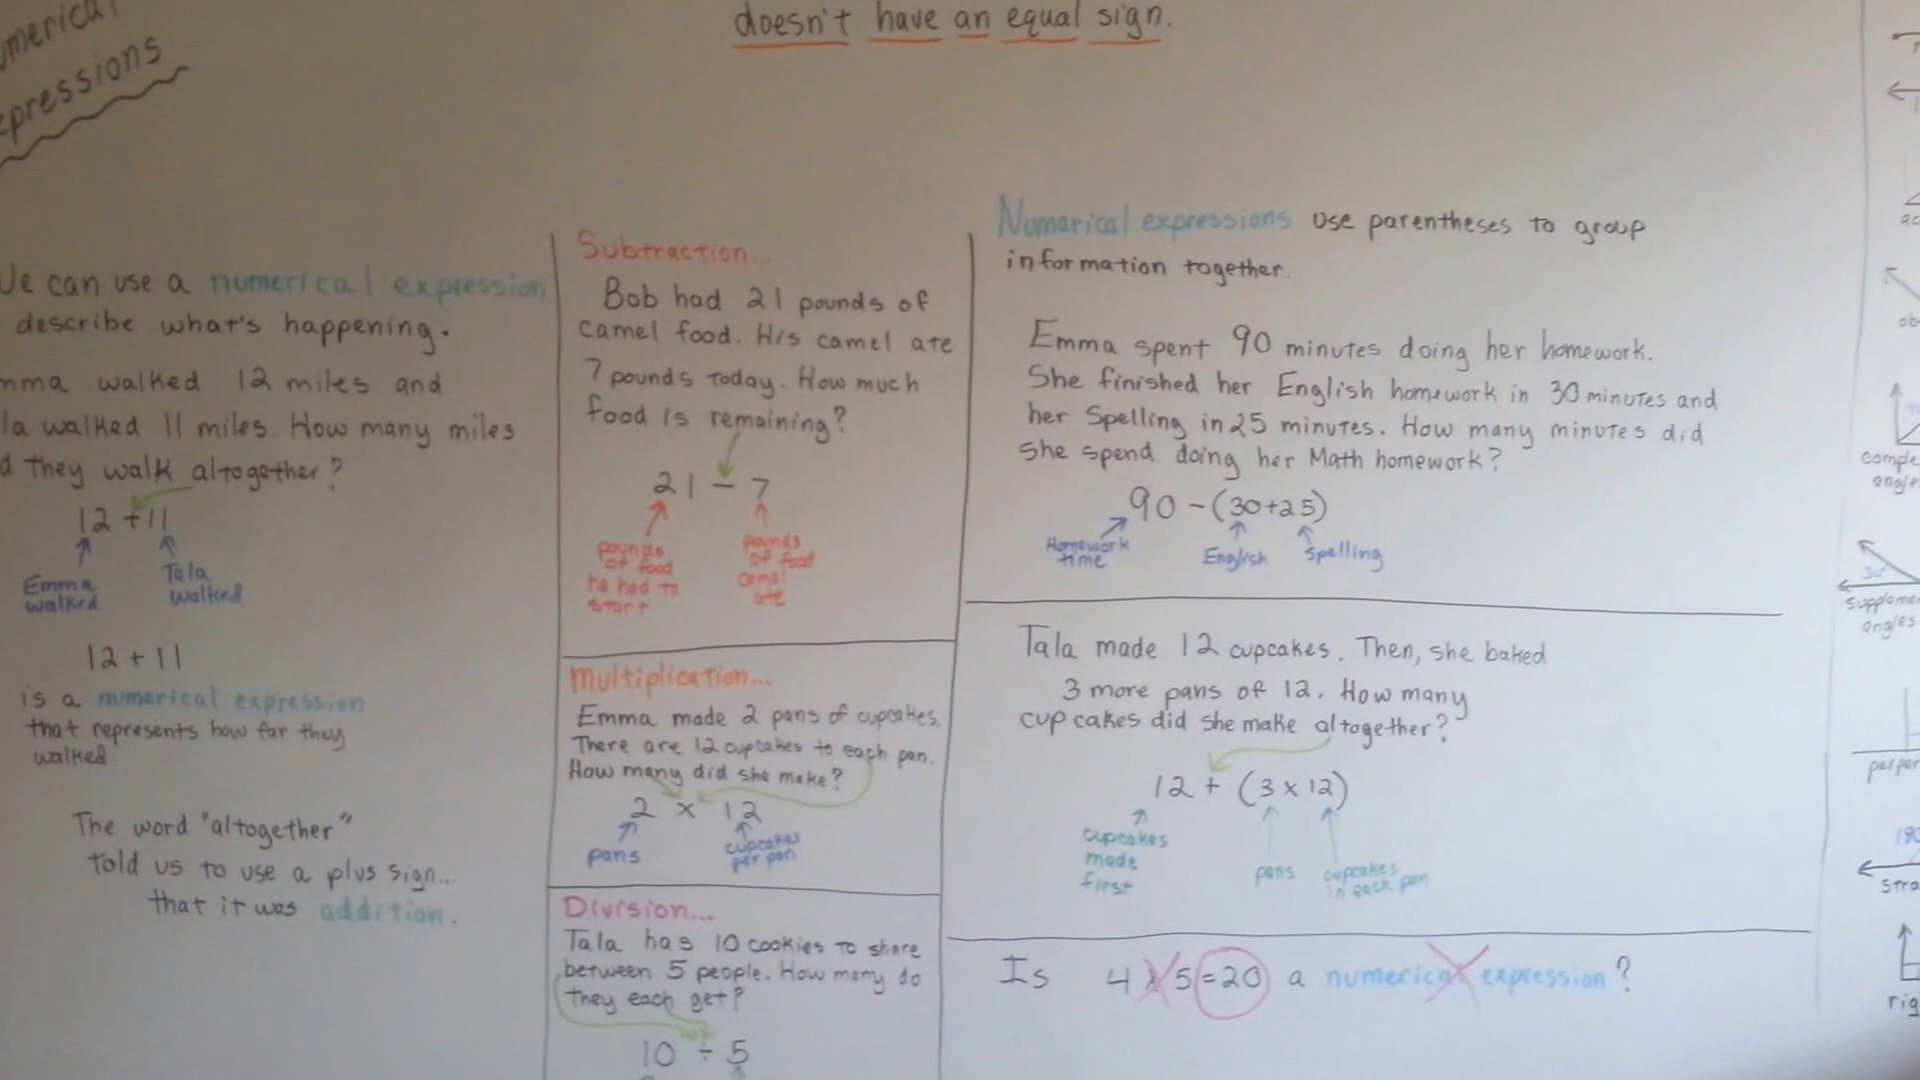 doesn't have an equal sign.
can use a numerical expression
describe what's happening.
walked 12 miles and
walked 11 miles. How many miles
they walk altogether?
12 + 11
Emma
walked
Tala
walked
12 + 11
is a numerical expression
that represents how far they
walked.
The word "altogether"
told us to use a plus sign...
that it was addition.
Subtraction...
Bob had 21 pounds of
camel food. His camel ate
7 pounds today. How much
food is remaining?
21 - 7
pounds
of food
he had to
start
pounds
of food
camel
ate
Multiplication...
Emma made 2 pans of cupcakes.
There are 12 cupcakes to each pan.
How many did she make?
2 x 12
pans
cupcakes
per pan
Division...
Tala has 10 cookies to share
between 5 people. How many do
they each get?
10 ÷ 5
Numerical expressions use parentheses to group
information together.
Emma spent 90 minutes doing her homework.
She finished her English homework in 30 minutes and
her Spelling in 25 minutes. How many minutes did
she spend doing her Math homework?
90 - (30+25)
Homework
time
English
Spelling
Tala made 12 cupcakes. Then, she baked
3 more pans of 12. How many
cupcakes did she make altogether?
12 + (3 x 12)
cupcakes
made
first
pans
cupcakes
in each pan
Is 4 x 5 = 20 a numerical expression?
angles
angles